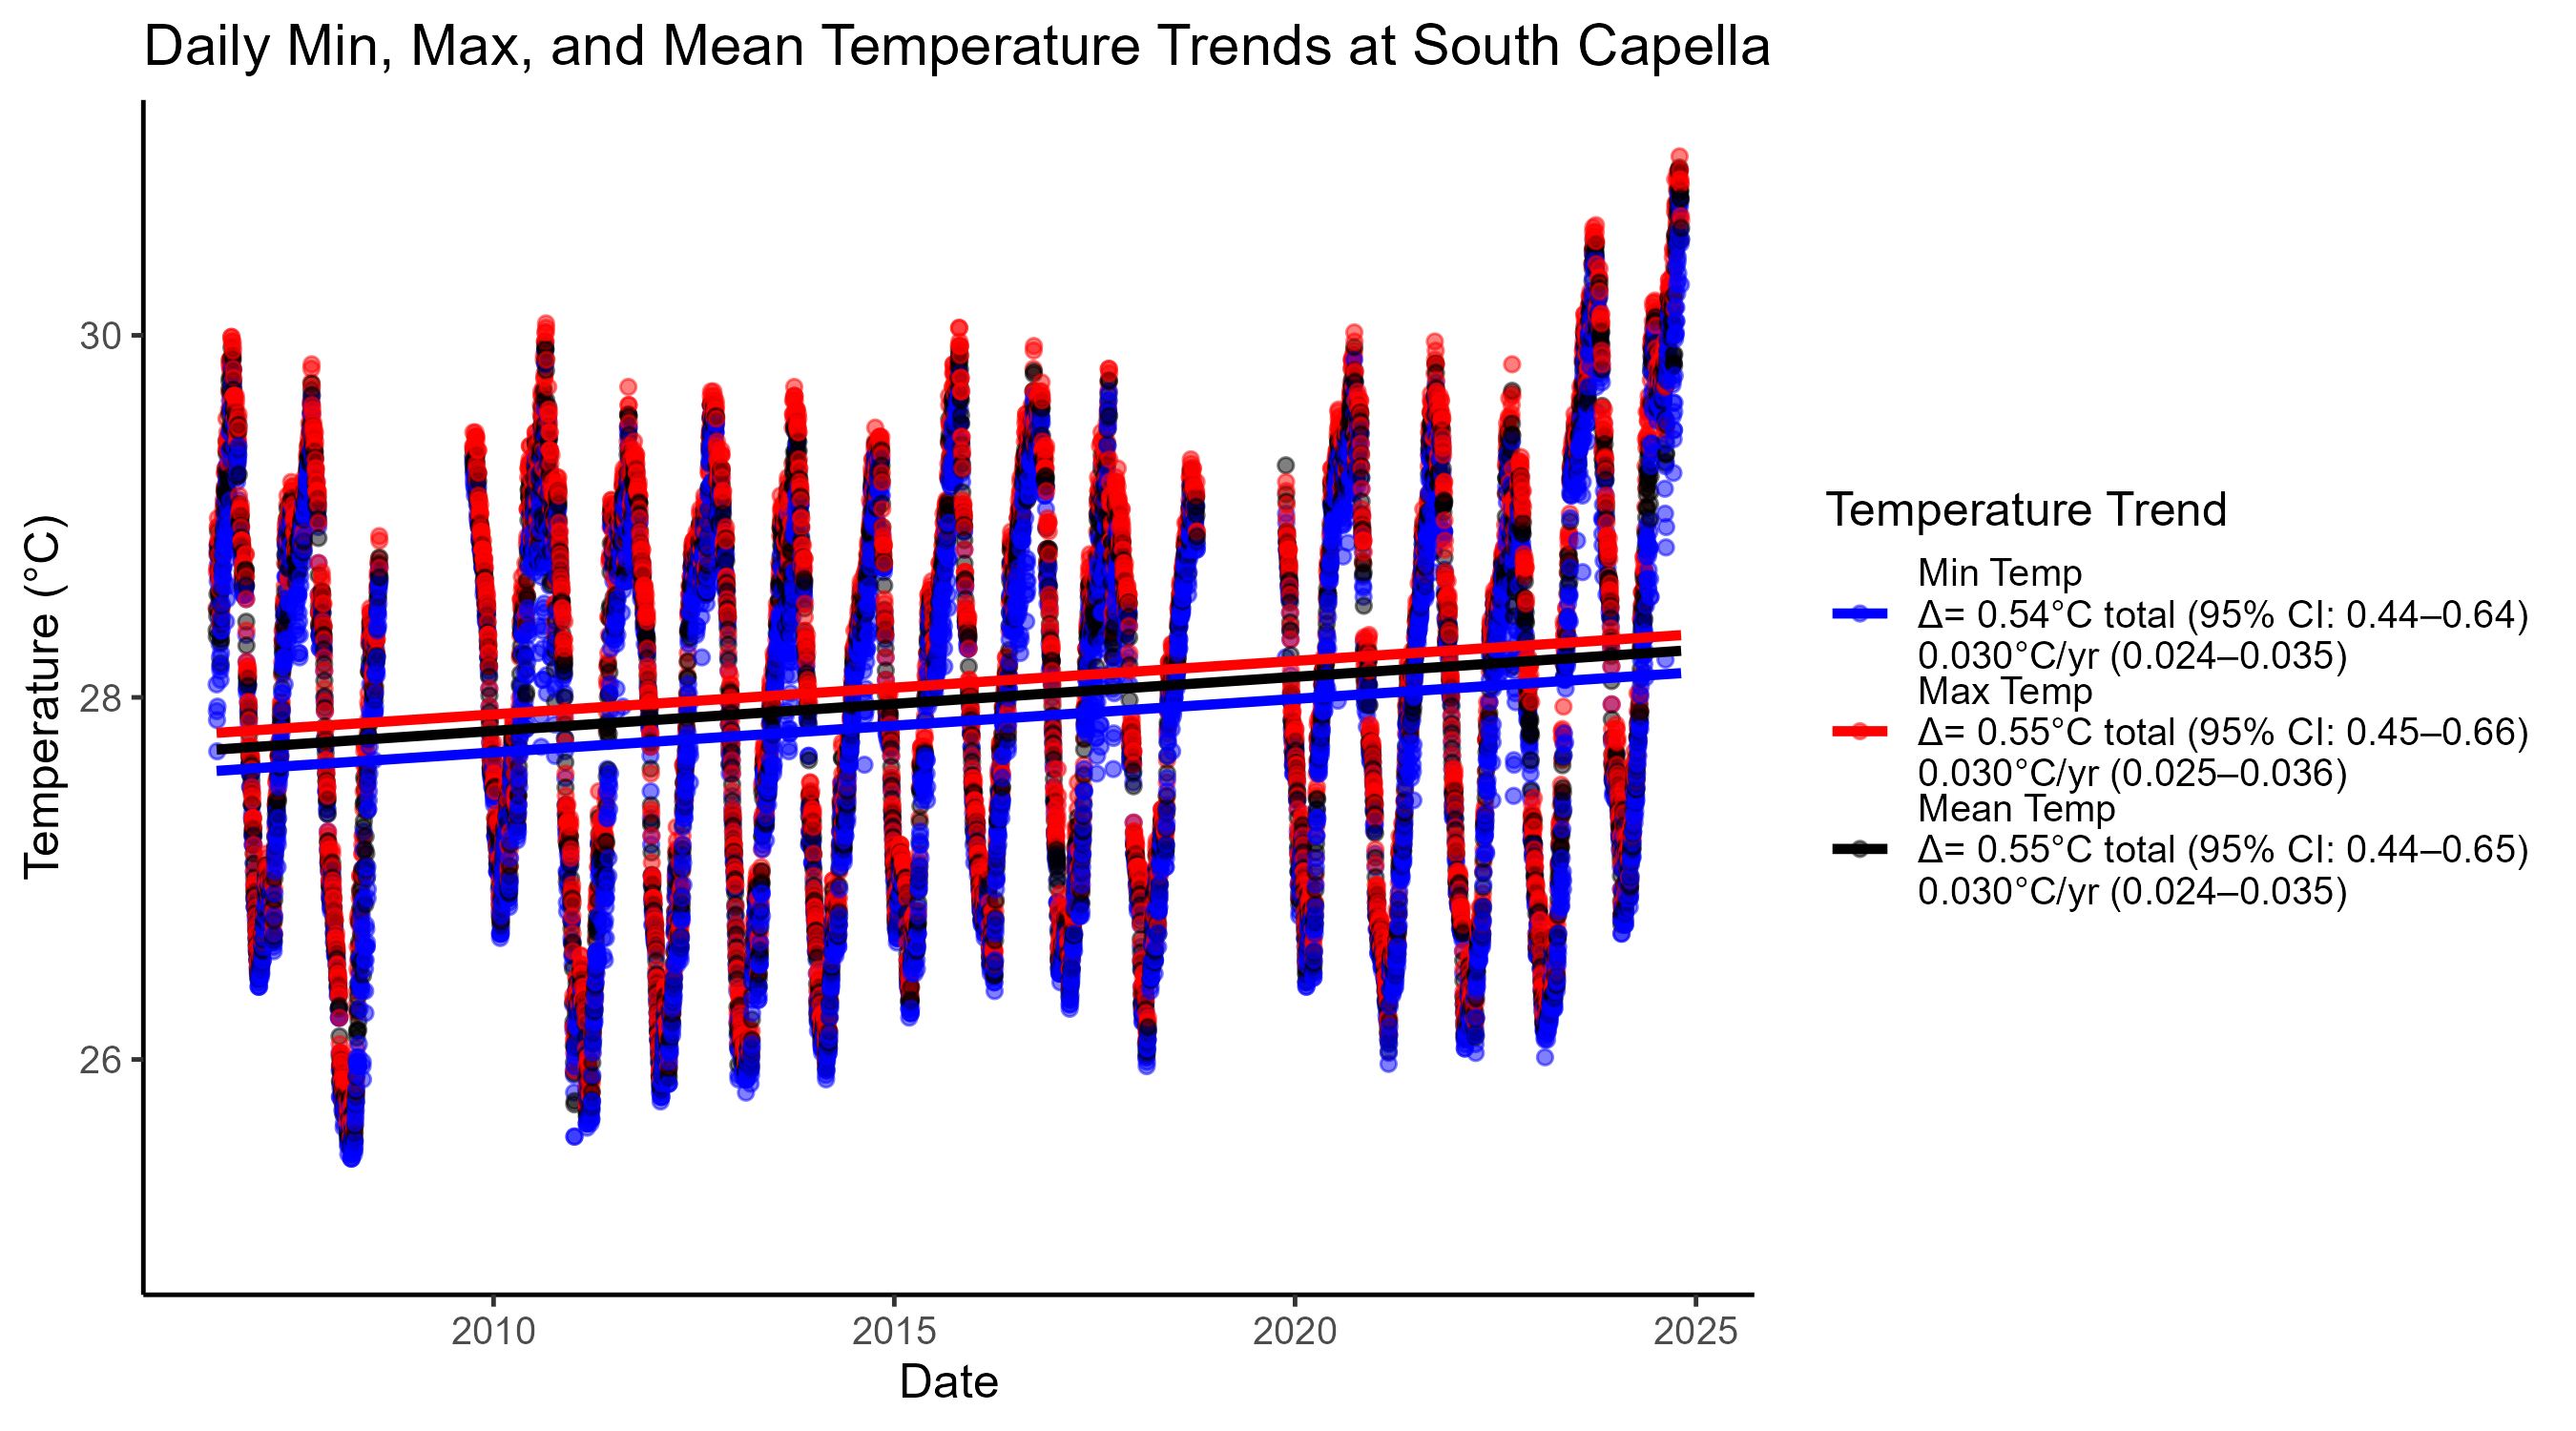 Daily Min, Max, and Mean Temperature Trends at South Capella
Temperature (°C)
30
28
26
2010
2015
2020
2025
Date
Temperature Trend
Min Temp
Δ= 0.54°C total (95% CI: 0.44–0.64)
0.030°C/yr (0.024–0.035)
Max Temp
Δ= 0.55°C total (95% CI: 0.45–0.66)
0.030°C/yr (0.025–0.036)
Mean Temp
Δ= 0.55°C total (95% CI: 0.44–0.65)
0.030°C/yr (0.024–0.035)